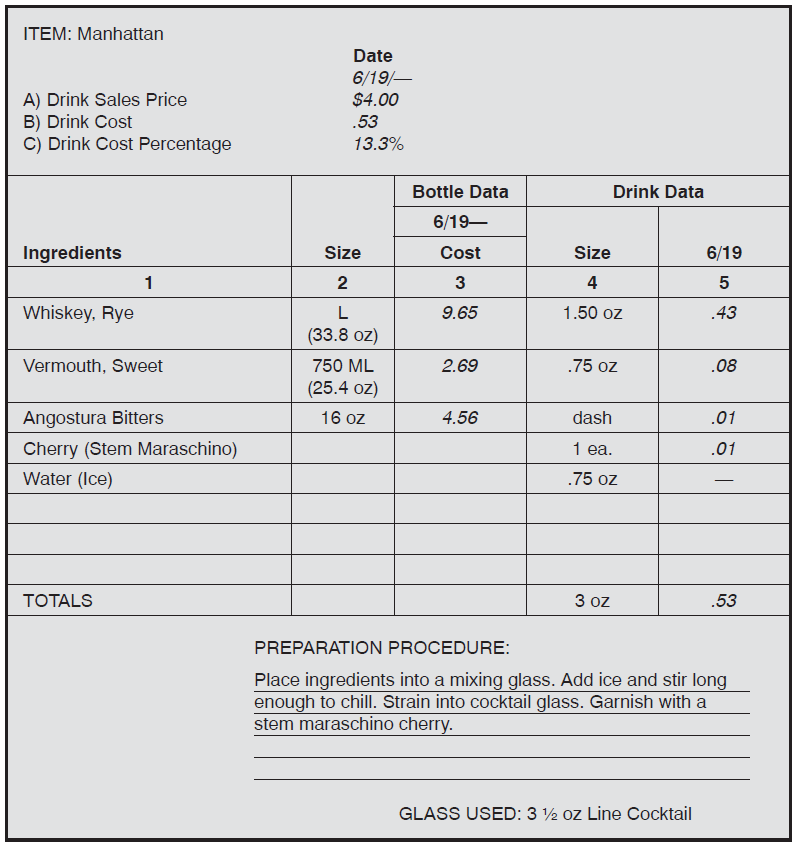 ITEM: Manhattan
Date
6/19/—
A) Drink Sales Price $4.00
B) Drink Cost .53
C) Drink Cost Percentage 13.3%
Bottle Data Drink Data
6/19—
Ingredients Size Cost Size 6/19
1 2 3 4 5
Whiskey, Rye L 9.65 1.50 oz .43
(33.8 oz)
Vermouth, Sweet 750 ML 2.69 .75 oz .08
(25.4 oz)
Angostura Bitters 16 oz 4.56 dash .01
Cherry (Stem Maraschino) 1 ea. .01
Water (Ice) .75 oz —
TOTALS 3 oz .53
PREPARATION PROCEDURE:
Place ingredients into a mixing glass. Add ice and stir long
enough to chill. Strain into cocktail glass. Garnish with a
stem maraschino cherry.
GLASS USED: 3 ½ oz Line Cocktail